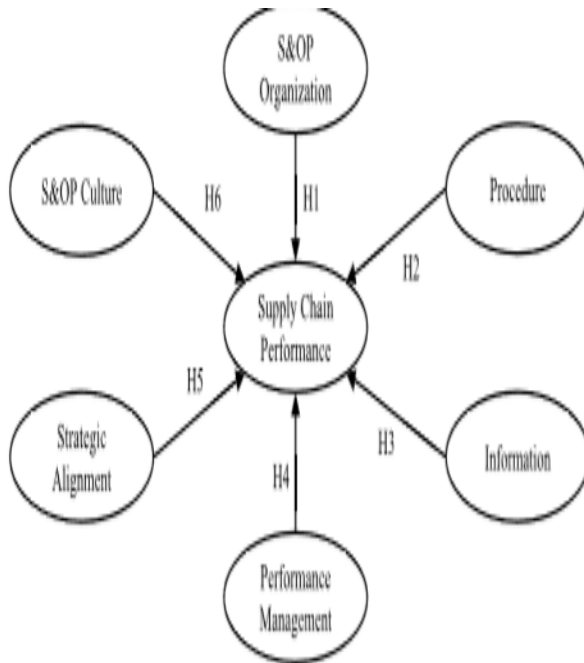 S&OP
Organization
S&OP Culture
Procedure
H6
H1
H2
Supply Chain
Performance
H5
H3
Strategic
Alignment
H4
Information
Performance
Management